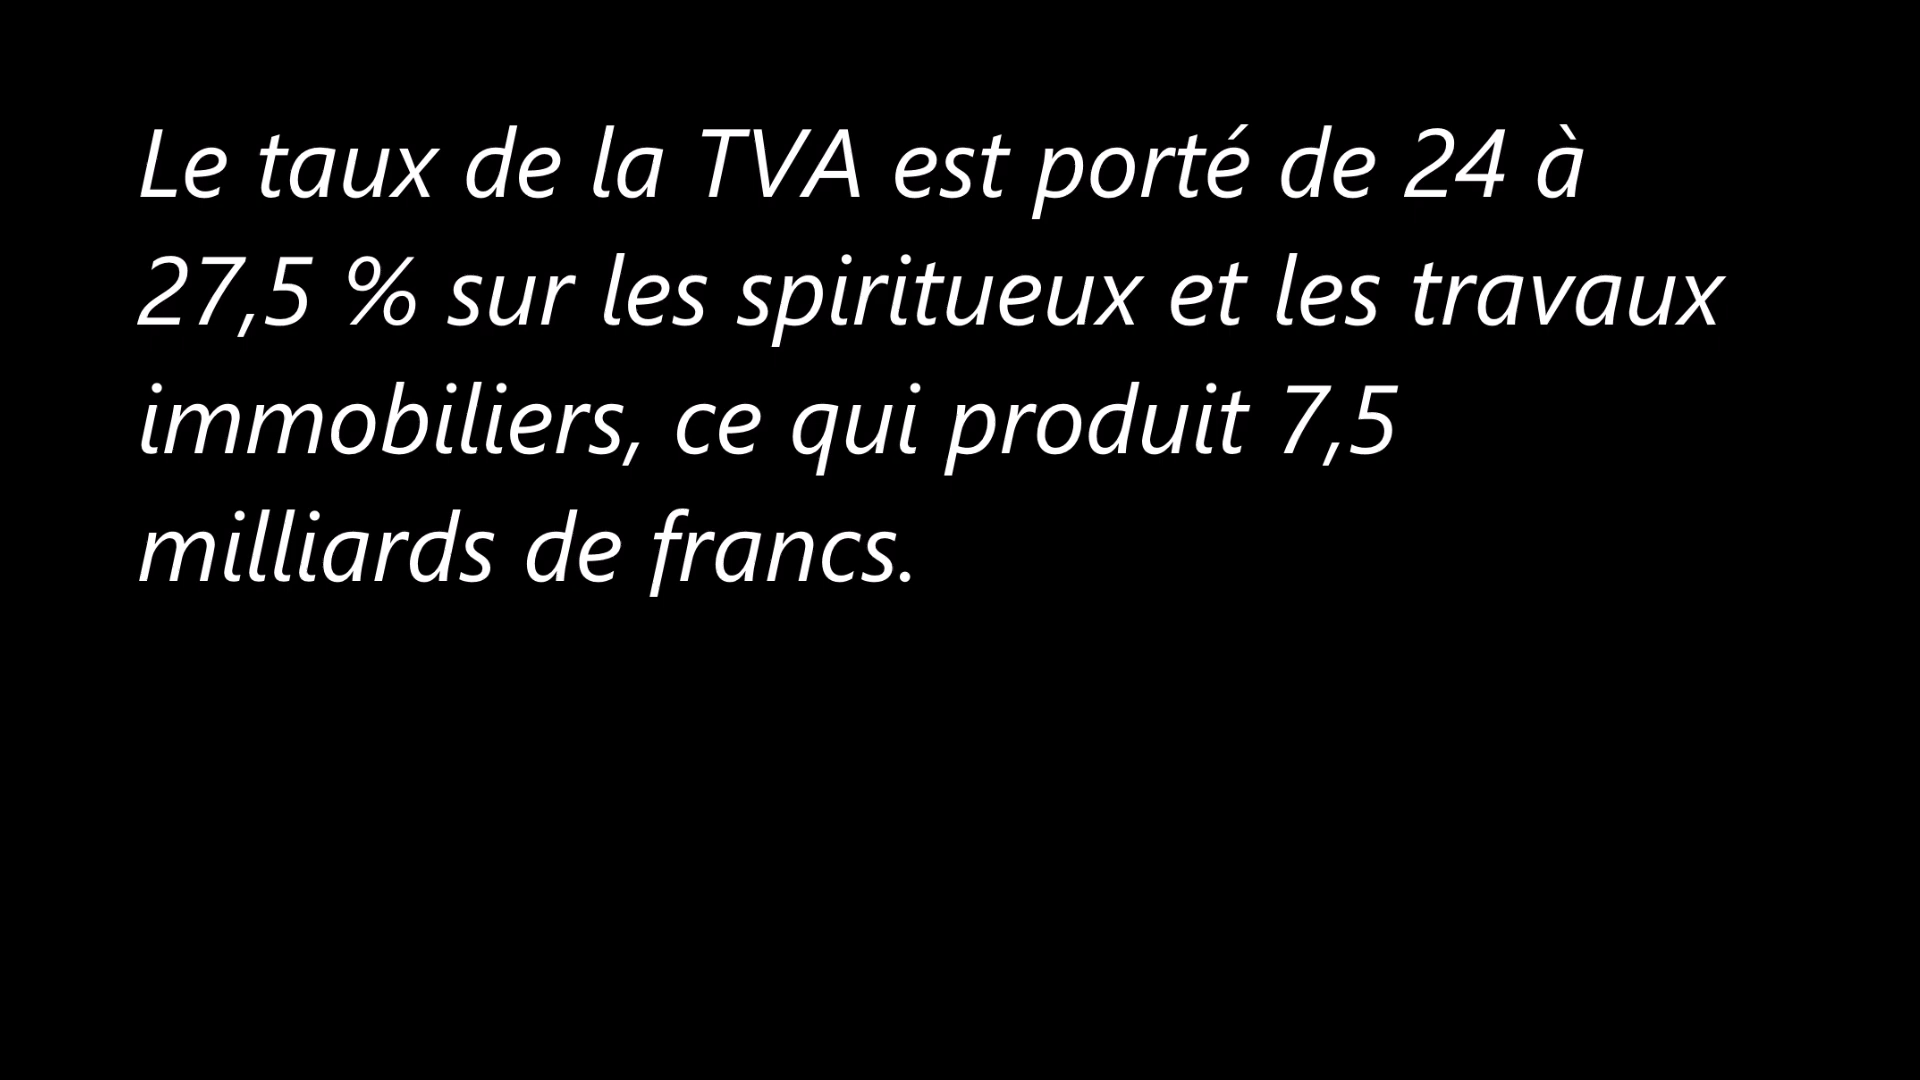 Le taux de la TVA est porté de 24 à
27,5 % sur les spiritueux et les travaux
immobiliers, ce qui produit 7,5
milliards de francs.